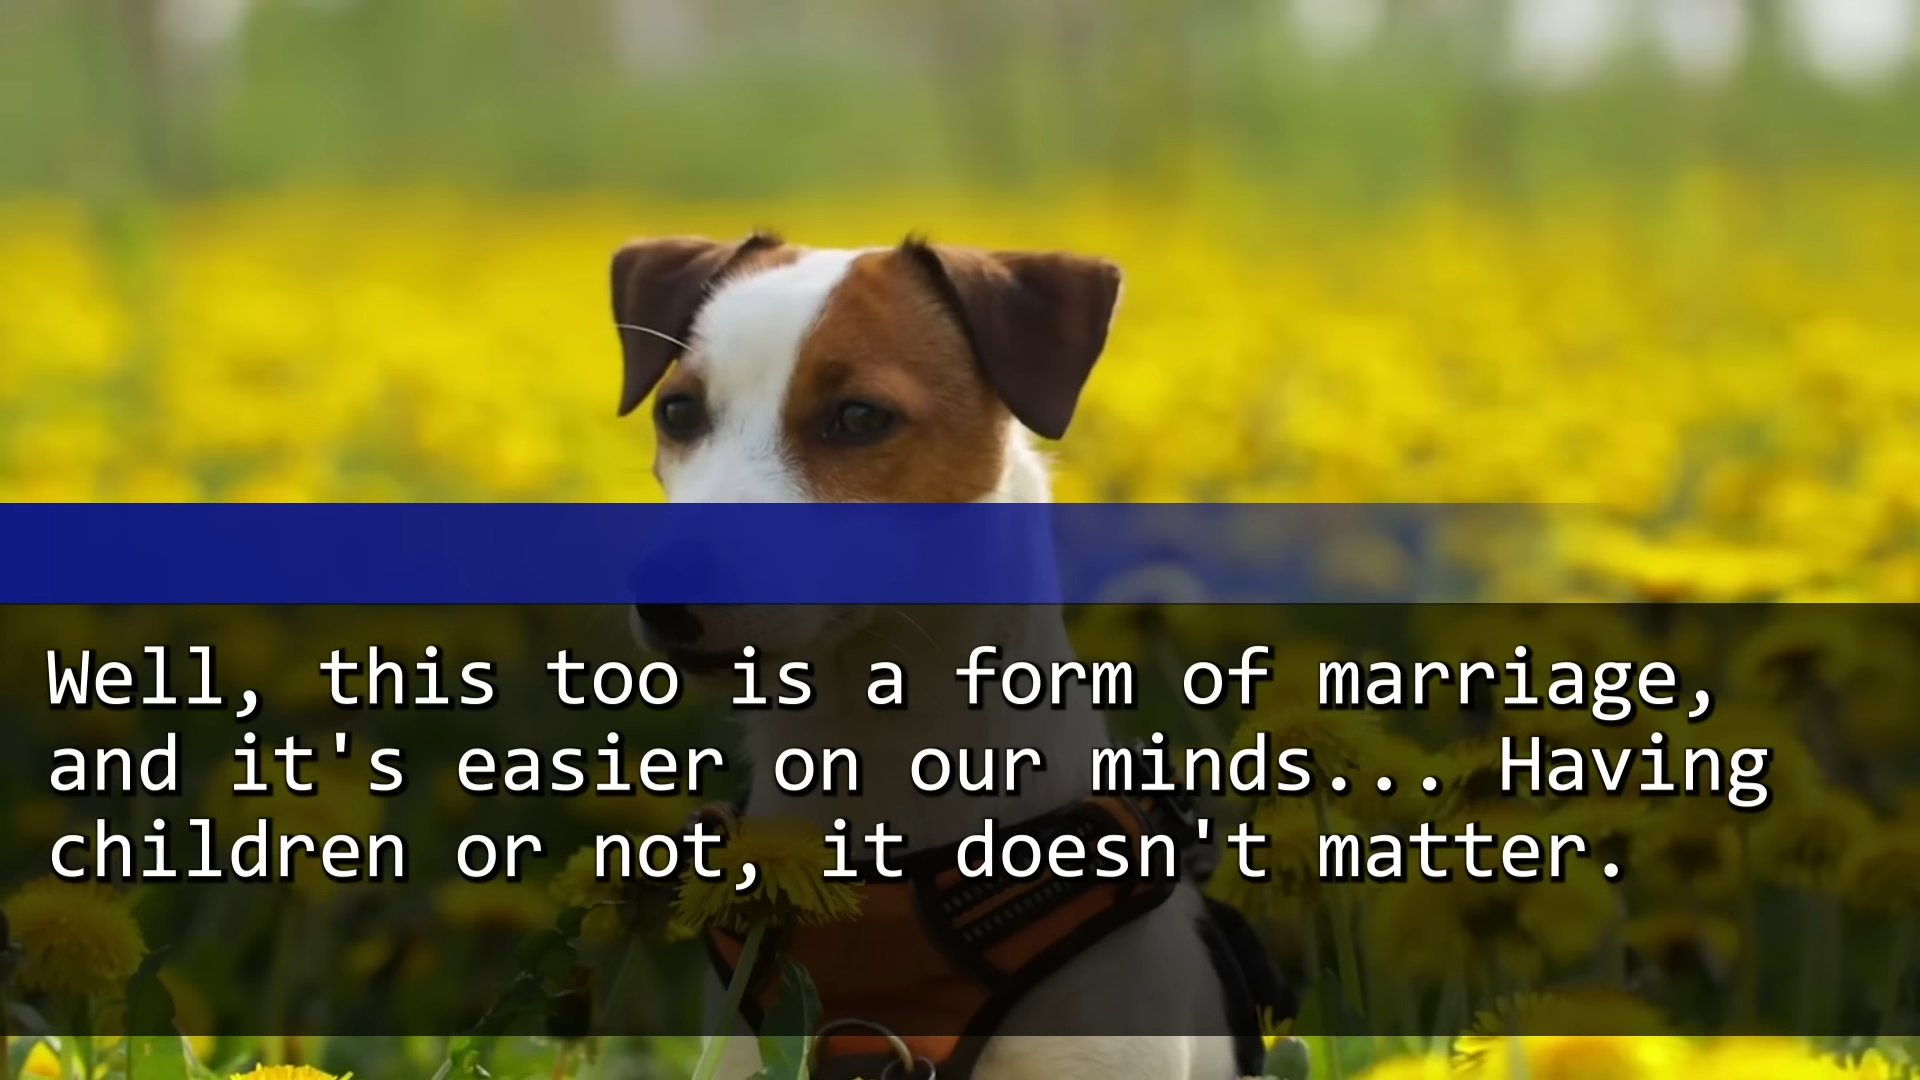 Well, this too is a form of marriage,
and it's easier on our minds... Having
children or not, it doesn't matter.